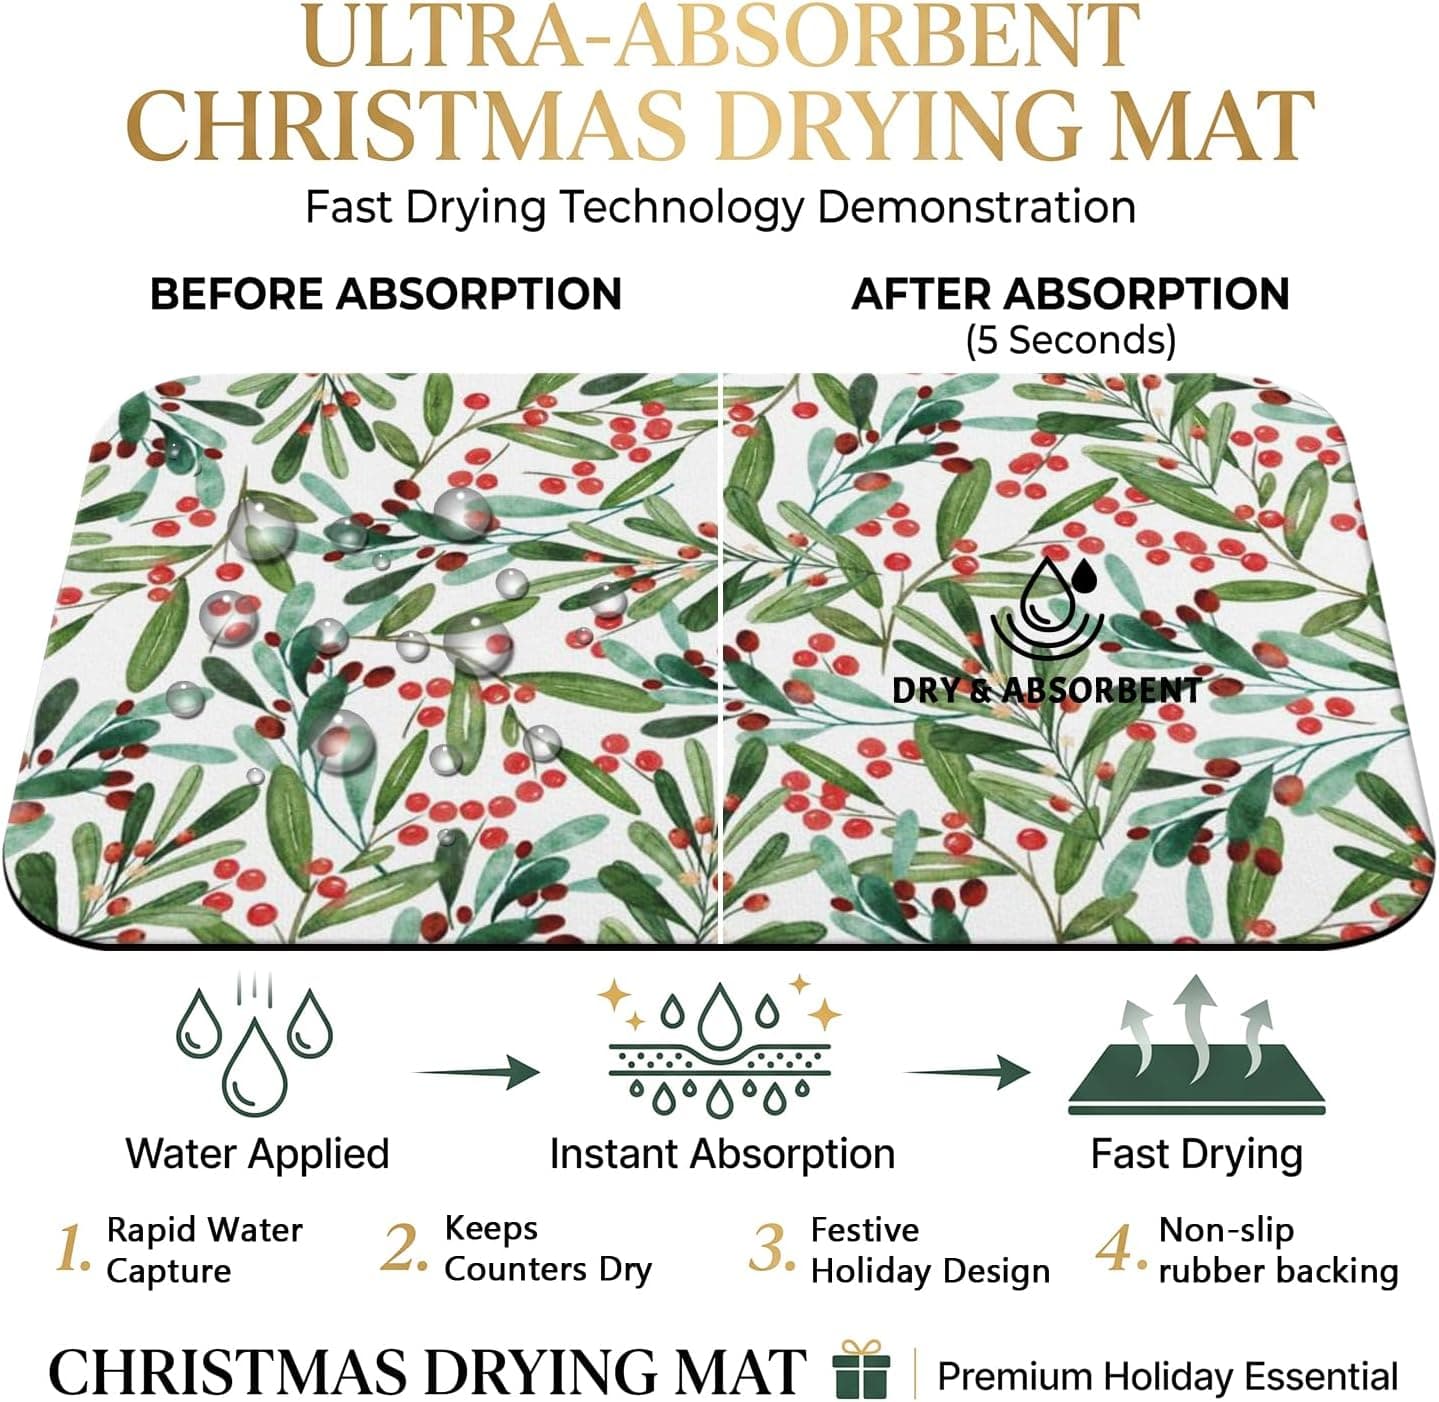 ULTRA-ABSORBENT
CHRISTMAS DRYING MAT
Fast Drying Technology Demonstration
BEFORE ABSORPTION
AFTER ABSORPTION
(5 Seconds)
DRY & ABSORBENT
Water Applied
Instant Absorption
Fast Drying
1. Rapid Water
Capture
2. Keeps
Counters Dry
3. Festive
Holiday Design
4. Non-slip
rubber backing
CHRISTMAS DRYING MAT
Premium Holiday Essential